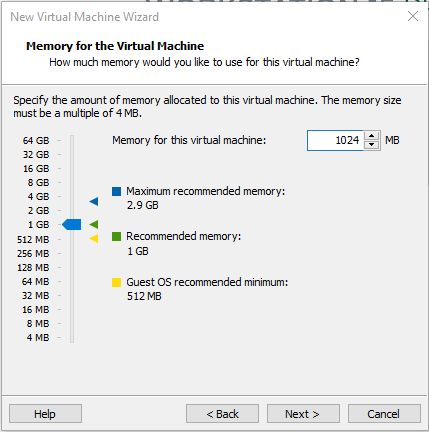 New Virtual Machine Wizard
Memory for the Virtual Machine
How much memory would you like to use for this virtual machine?
Specify the amount of memory allocated to this virtual machine. The memory size
must be a multiple of 4 MB.
64 GB
Memory for this virtual machine: 1024 MB
32 GB
16 GB
8 GB
4 GB
2 GB
1 GB
512 MB
256 MB
128 MB
64 MB
32 MB
16 MB
8 MB
4 MB
Maximum recommended memory:
2.9 GB
Recommended memory:
1 GB
Guest OS recommended minimum:
512 MB
Help
< Back
Next >
Cancel